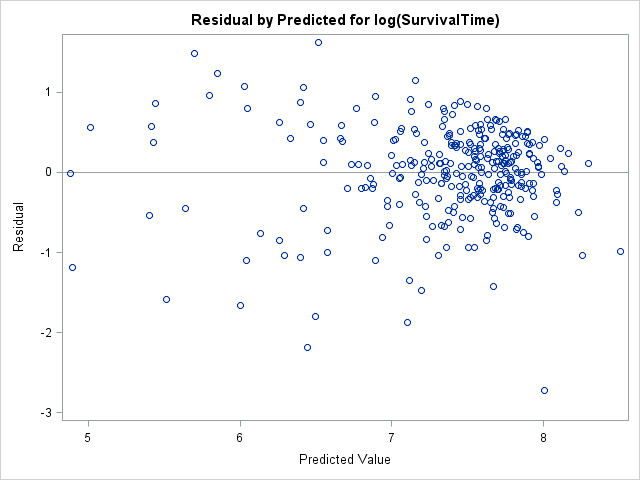 Residual by Predicted for log(SurvivalTime)
1
0
-1
-2
-3
Residual
5 6 7 8
Predicted Value